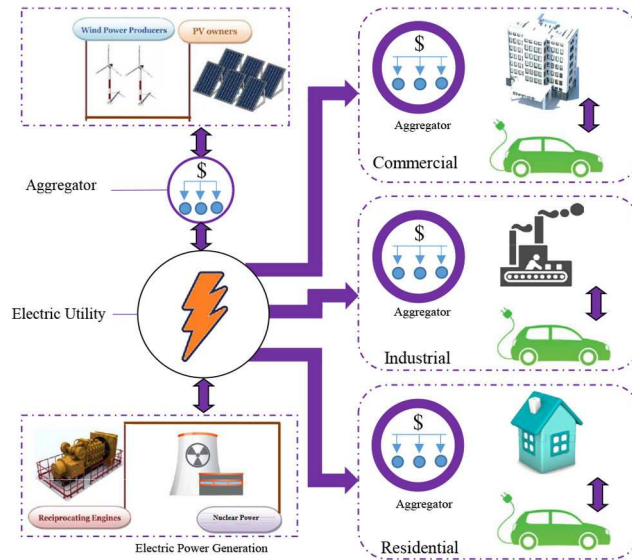 Wind Power Producers
PV owners
$
Aggregator
Electric Utility
Reciprocating Engines
Nuclear Power
Electric Power Generation
$
Aggregator
Commercial
$
Aggregator
Industrial
$
Aggregator
Residential